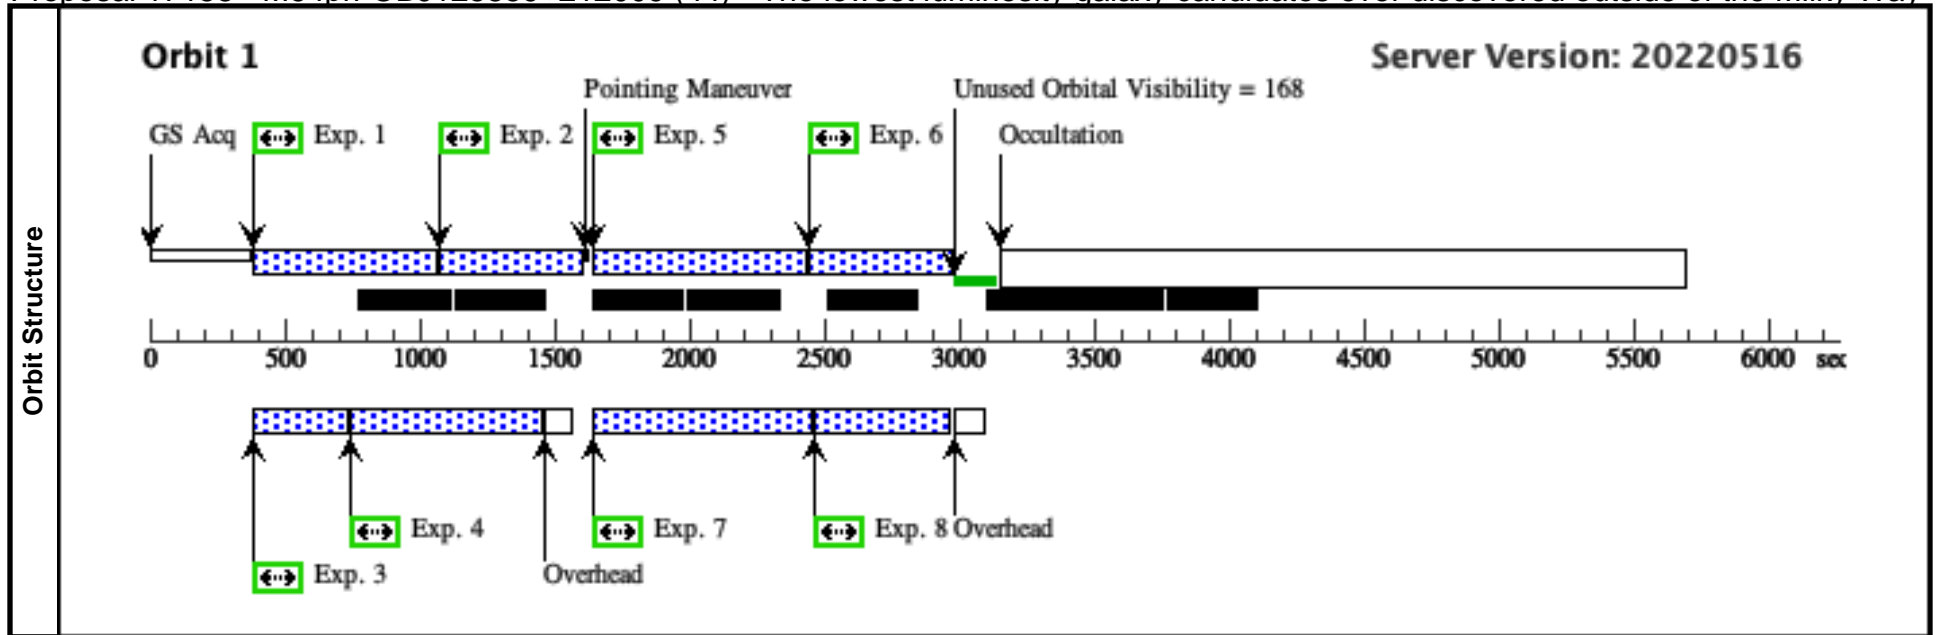 Orbit 1
Server Version: 20220516
Pointing Maneuver
Unused Orbital Visibility = 168
GS Acq
Exp. 1
Exp. 2
Exp. 5
Exp. 6
Occultation
Orbit Structure
0 500 1000 1500 2000 2500 3000 3500 4000 4500 5000 5500 6000 sec
Exp. 4
Exp. 7
Exp. 8
Overhead
Exp. 3
Overhead